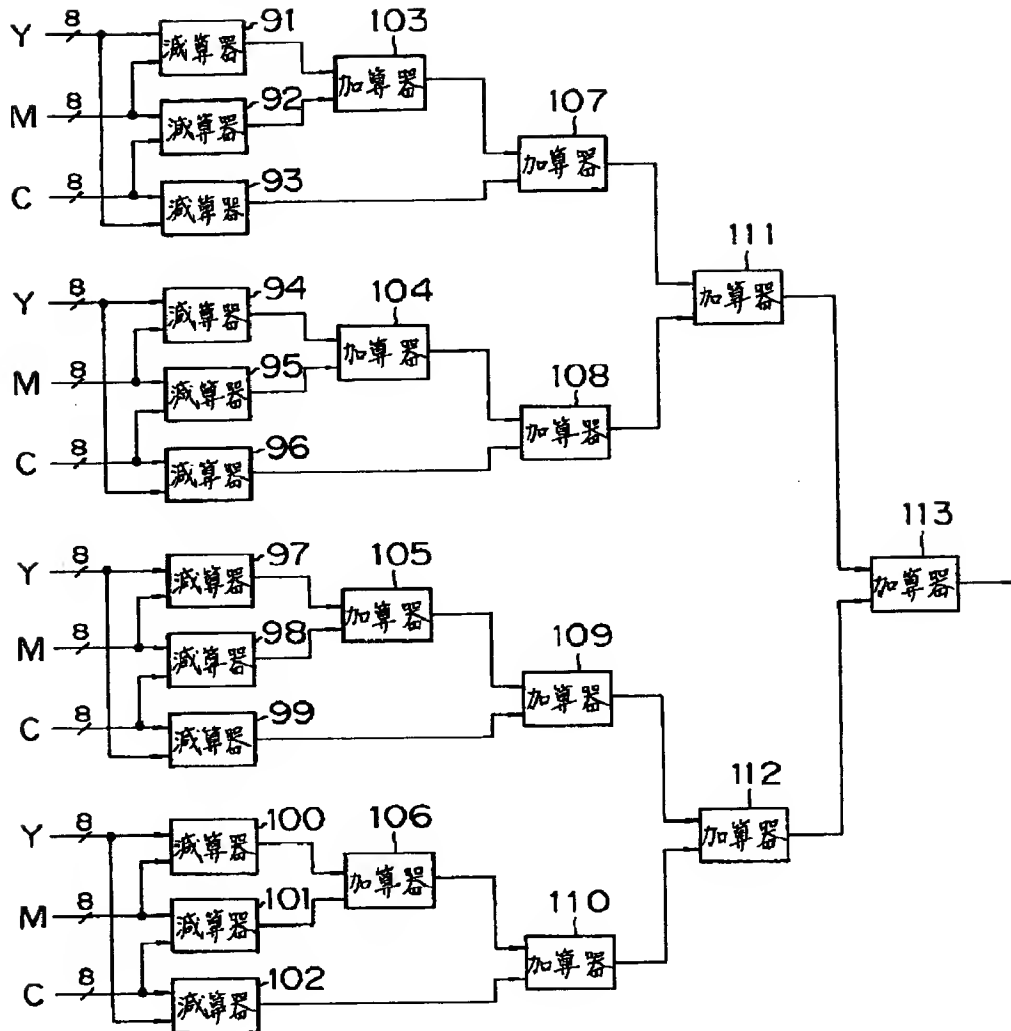 Y 8 減算器 91
103
加算器
M 8 減算器 92
107
加算器
C 8 減算器 93
111
加算器
Y 8 減算器 94
104
加算器
M 8 減算器 95
108
加算器
C 8 減算器 96
113
加算器
Y 8 減算器 97
105
加算器
M 8 減算器 98
109
加算器
C 8 減算器 99
112
加算器
Y 8 減算器 100
106
加算器
M 8 減算器 101
110
加算器
C 8 減算器 102